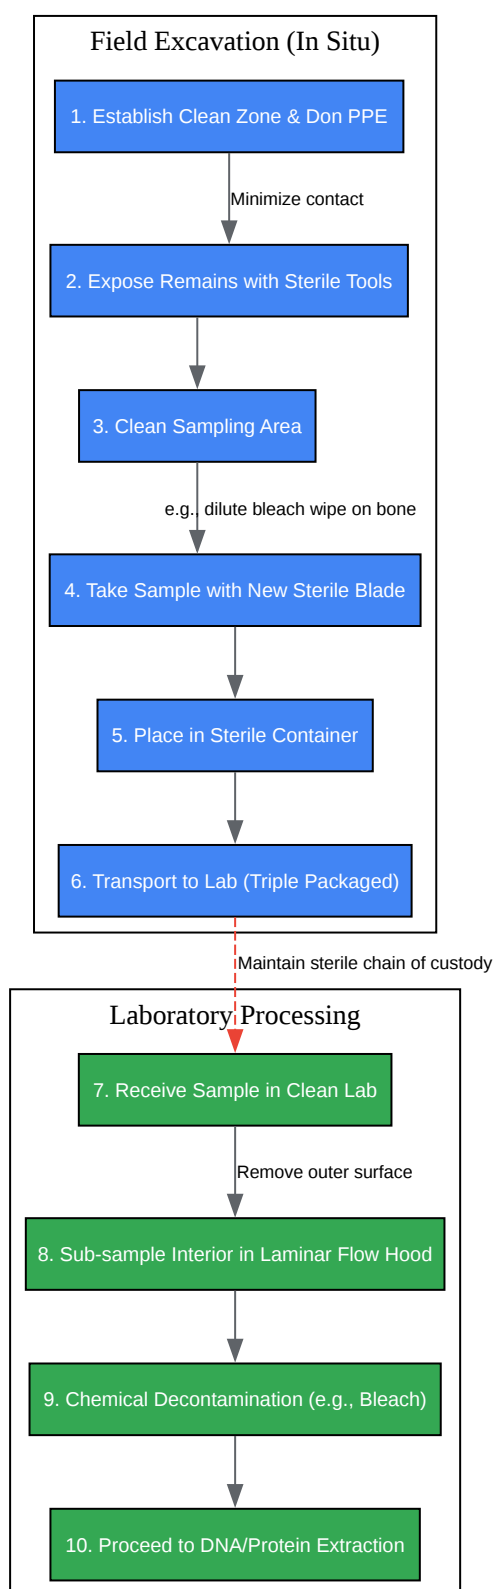 Field Excavation (In Situ)
1. Establish Clean Zone & Don PPE
Minimize contact
2. Expose Remains with Sterile Tools
3. Clean Sampling Area
e.g., dilute bleach wipe on bone
4. Take Sample with New Sterile Blade
5. Place in Sterile Container
6. Transport to Lab (Triple Packaged)
Maintain sterile chain of custody
Laboratory Processing
7. Receive Sample in Clean Lab
Remove outer surface
8. Sub-sample Interior in Laminar Flow Hood
9. Chemical Decontamination (e.g., Bleach)
10. Proceed to DNA/Protein Extraction